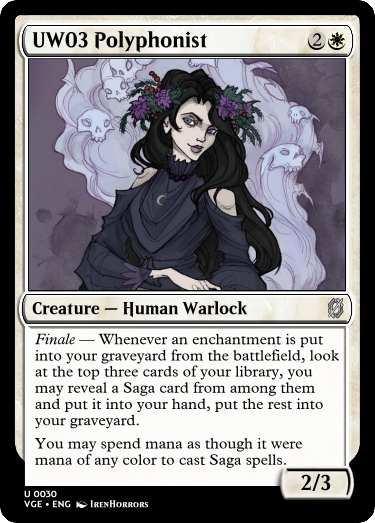 UW03 Polyphonist 2
Creature — Human Warlock
Finale — Whenever an enchantment is put
into your graveyard from the battlefield, look
at the top three cards of your library, you
may reveal a Saga card from among them
and put it into your hand, put the rest into
your graveyard.
You may spend mana as though it were
mana of any color to cast Saga spells.
2/3
U 0030
VGE • ENG IrenHorrors